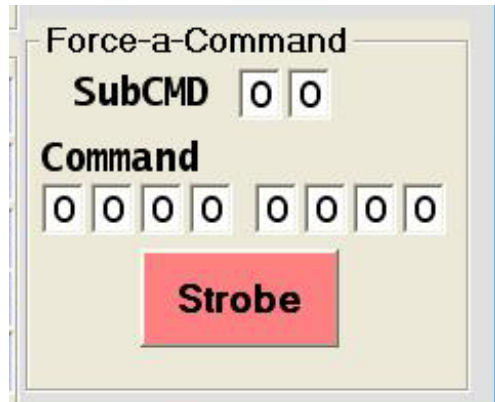 Force-a-Command
SubCMD 0 0
Command
0 0 0 0 0 0 0 0
Strobe